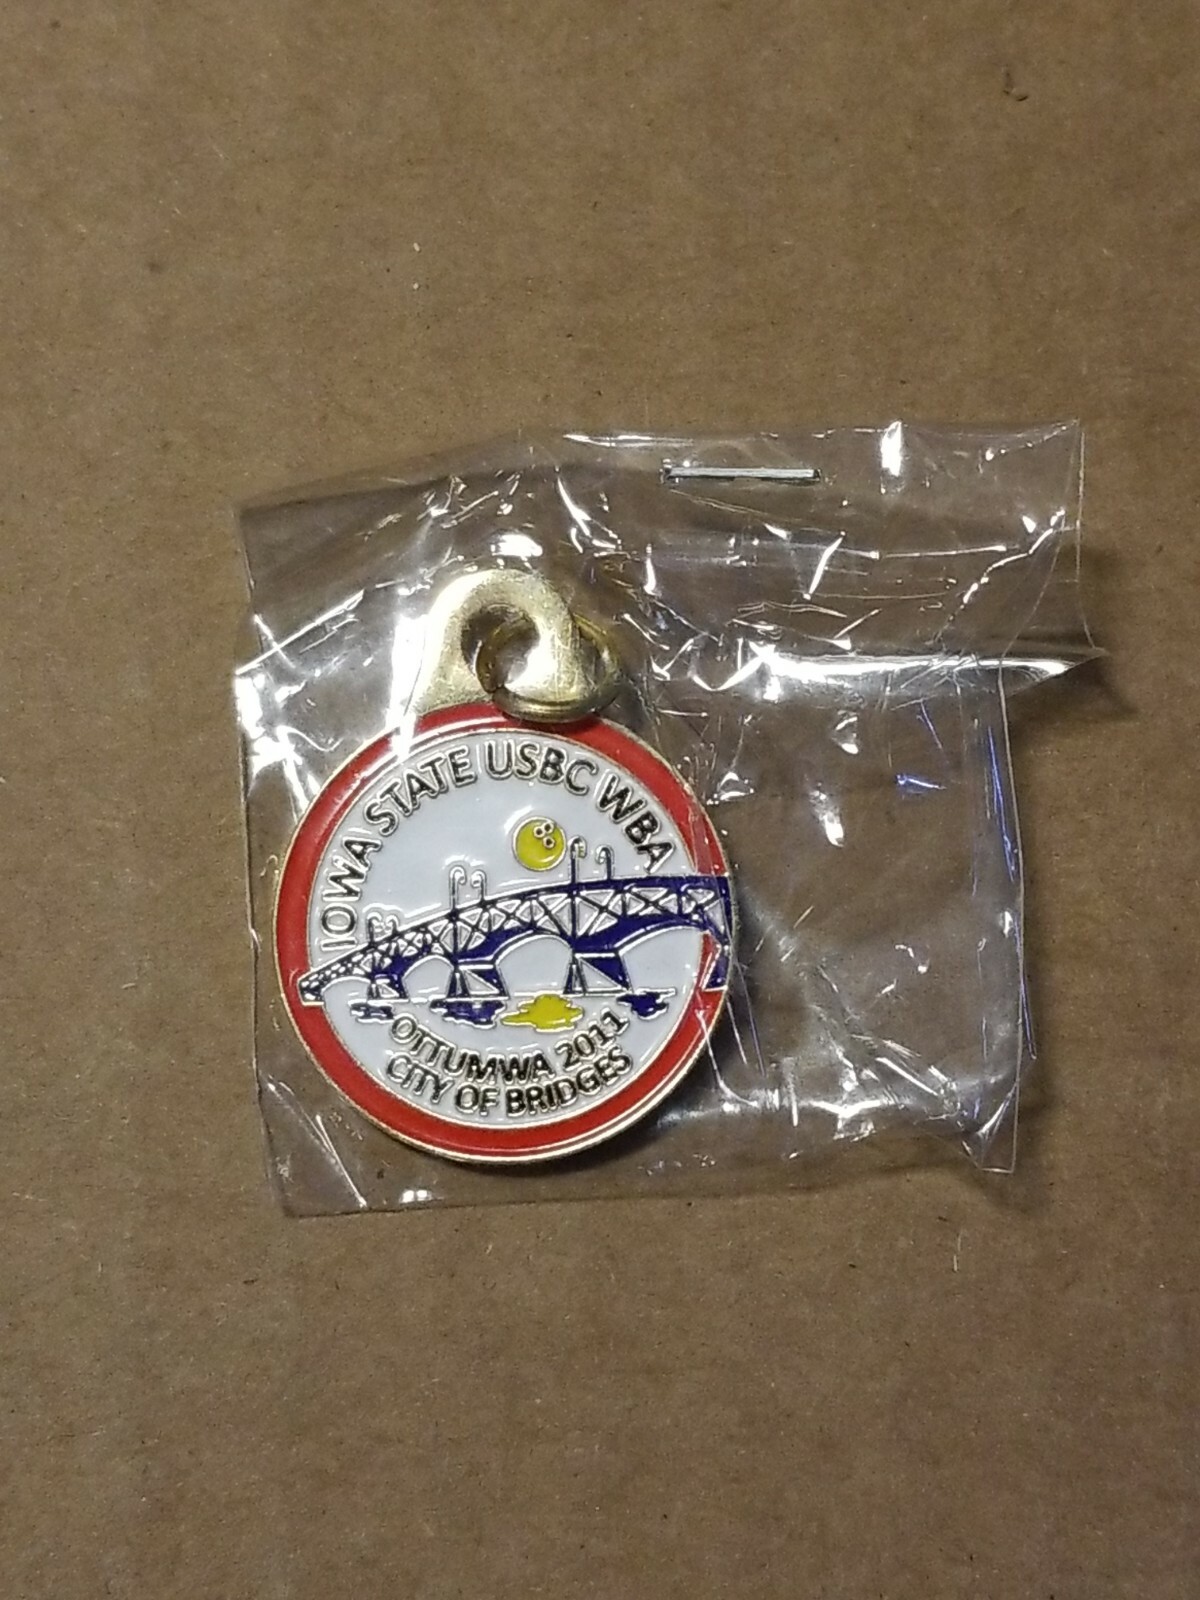 IOWA STATE USBC WBA
OTTUMWA 2011
CITY OF BRIDGES